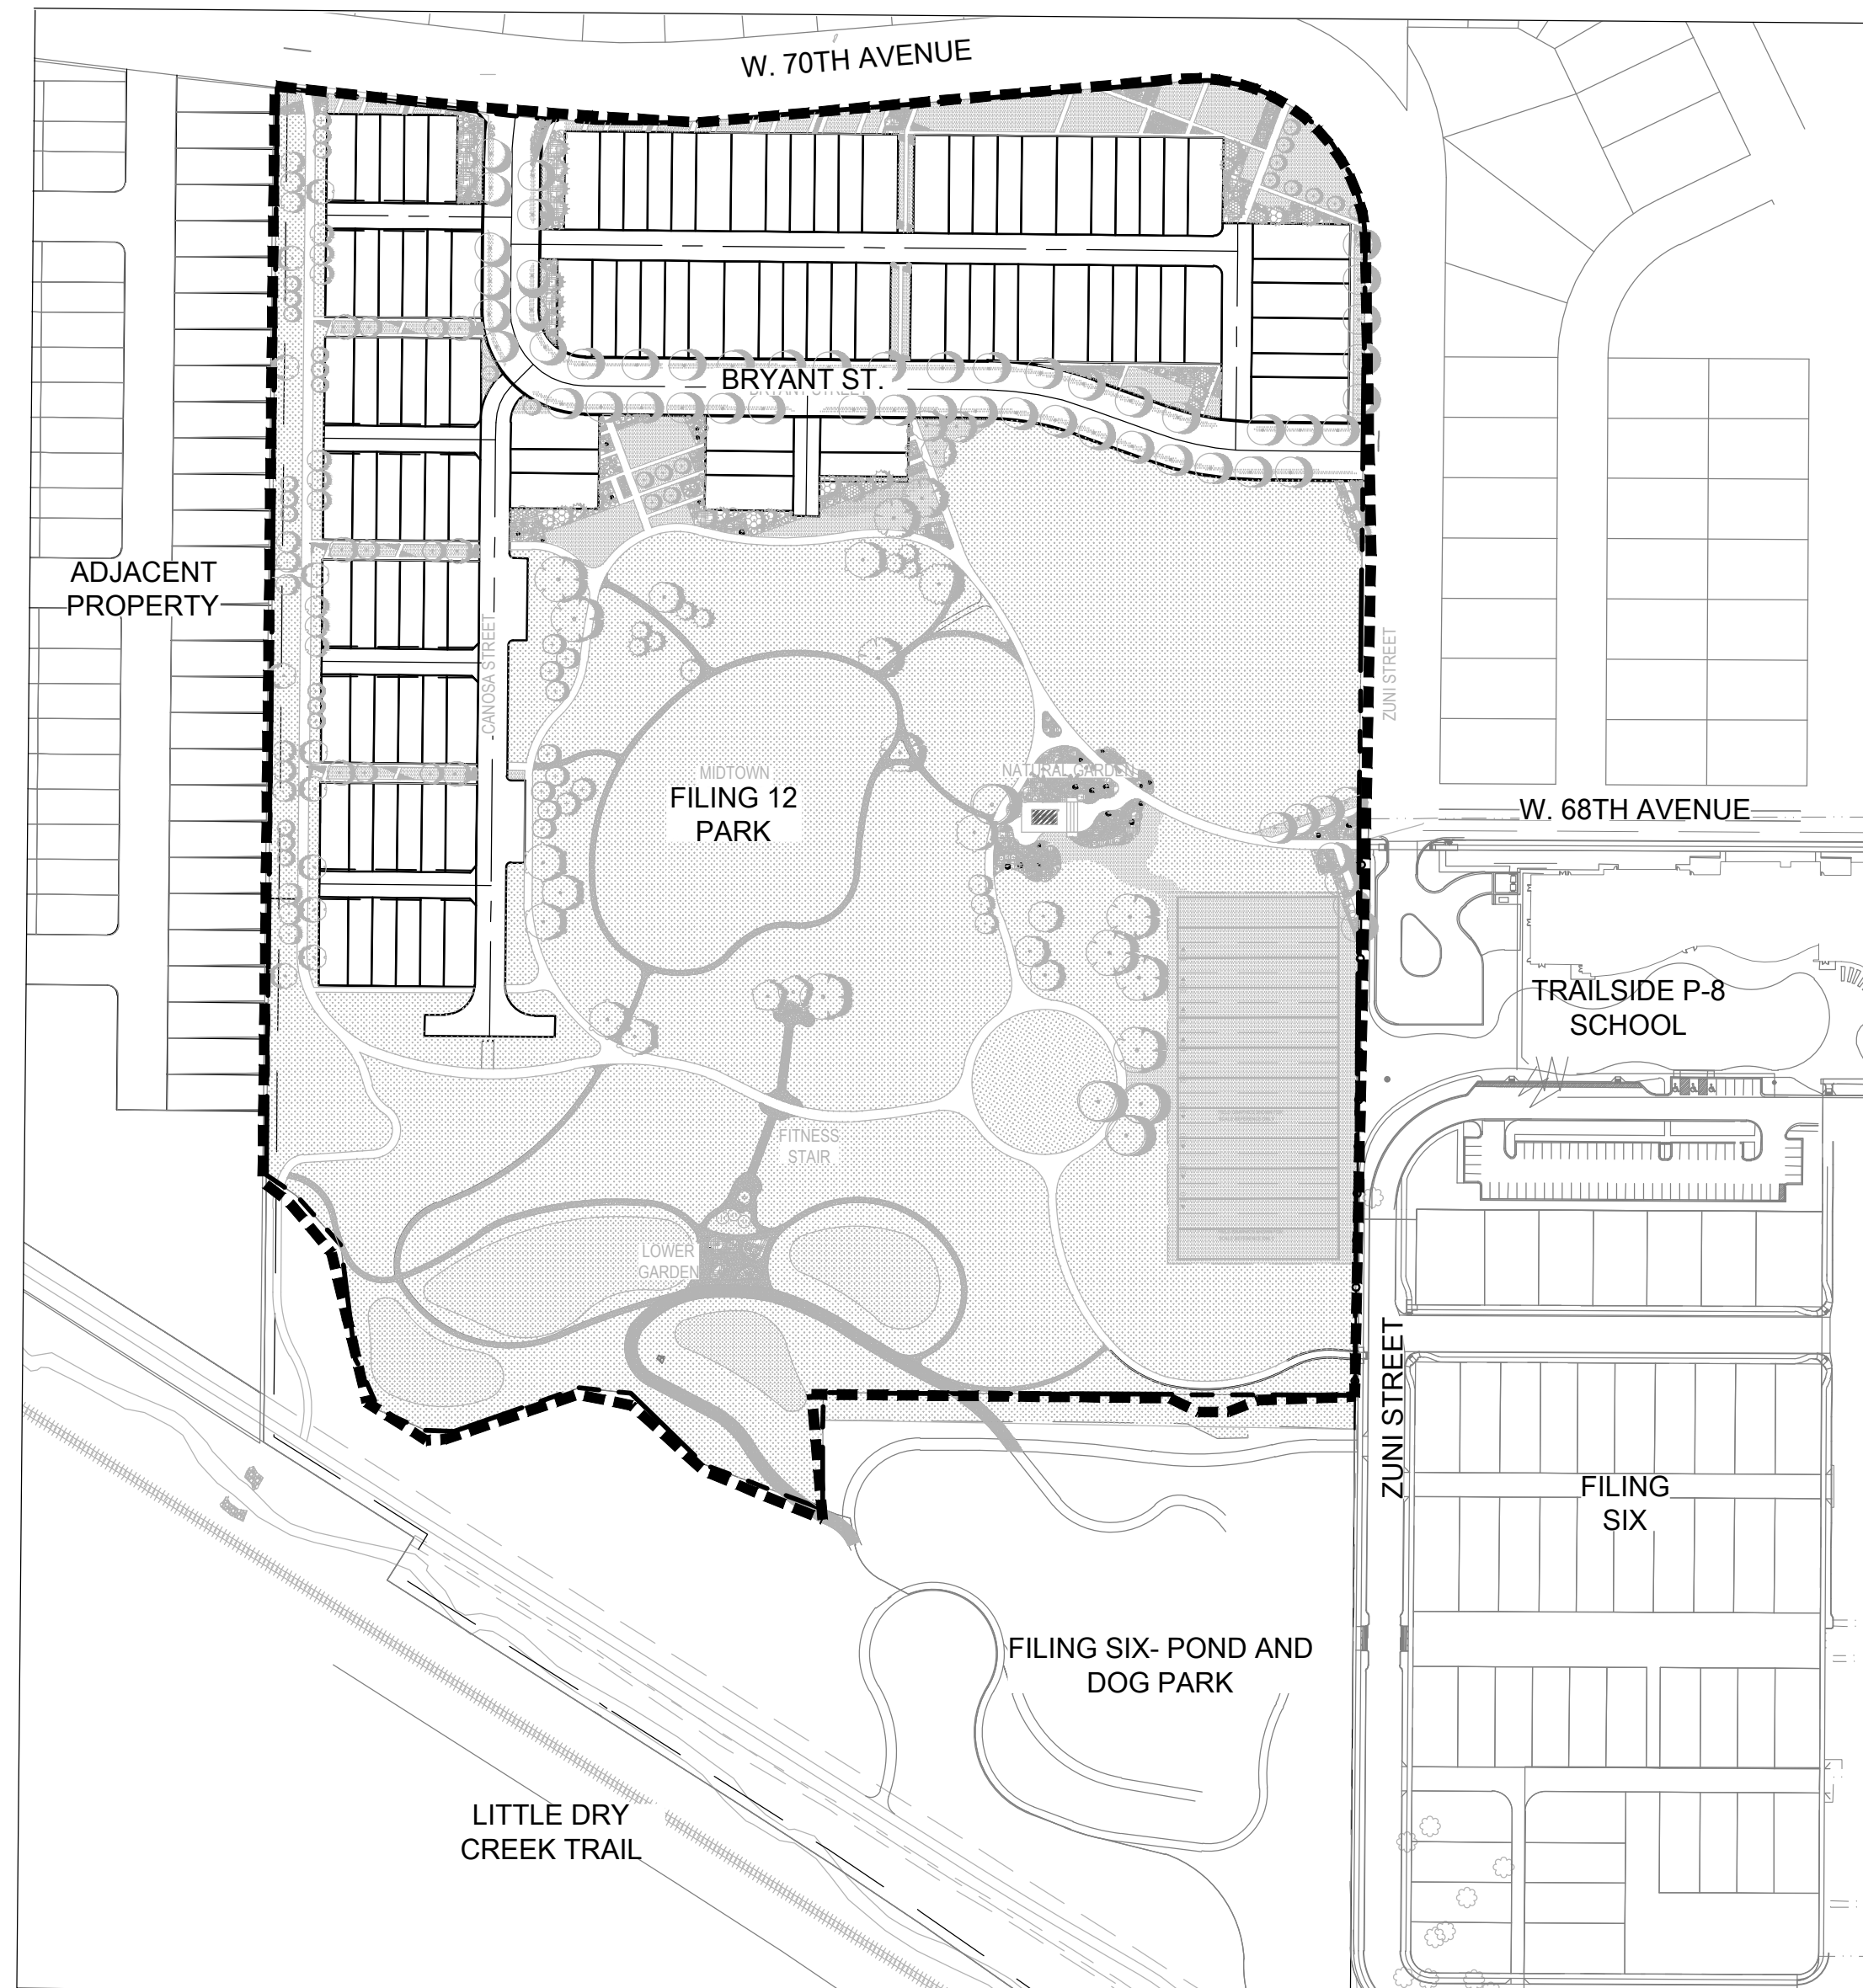 W. 70TH AVENUE
BRYANT ST.
BRYANT STREET
ADJACENT
PROPERTY
CANOSA STREET
ZUNI STREET
MIDTOWN
FILING 12
PARK
NATURAL GARDEN
W. 68TH AVENUE
TRAILSIDE P-8
SCHOOL
FITNESS
STAIR
LOWER
GARDEN
ZUNI STREET
FILING
SIX
FILING SIX- POND AND
DOG PARK
LITTLE DRY
CREEK TRAIL